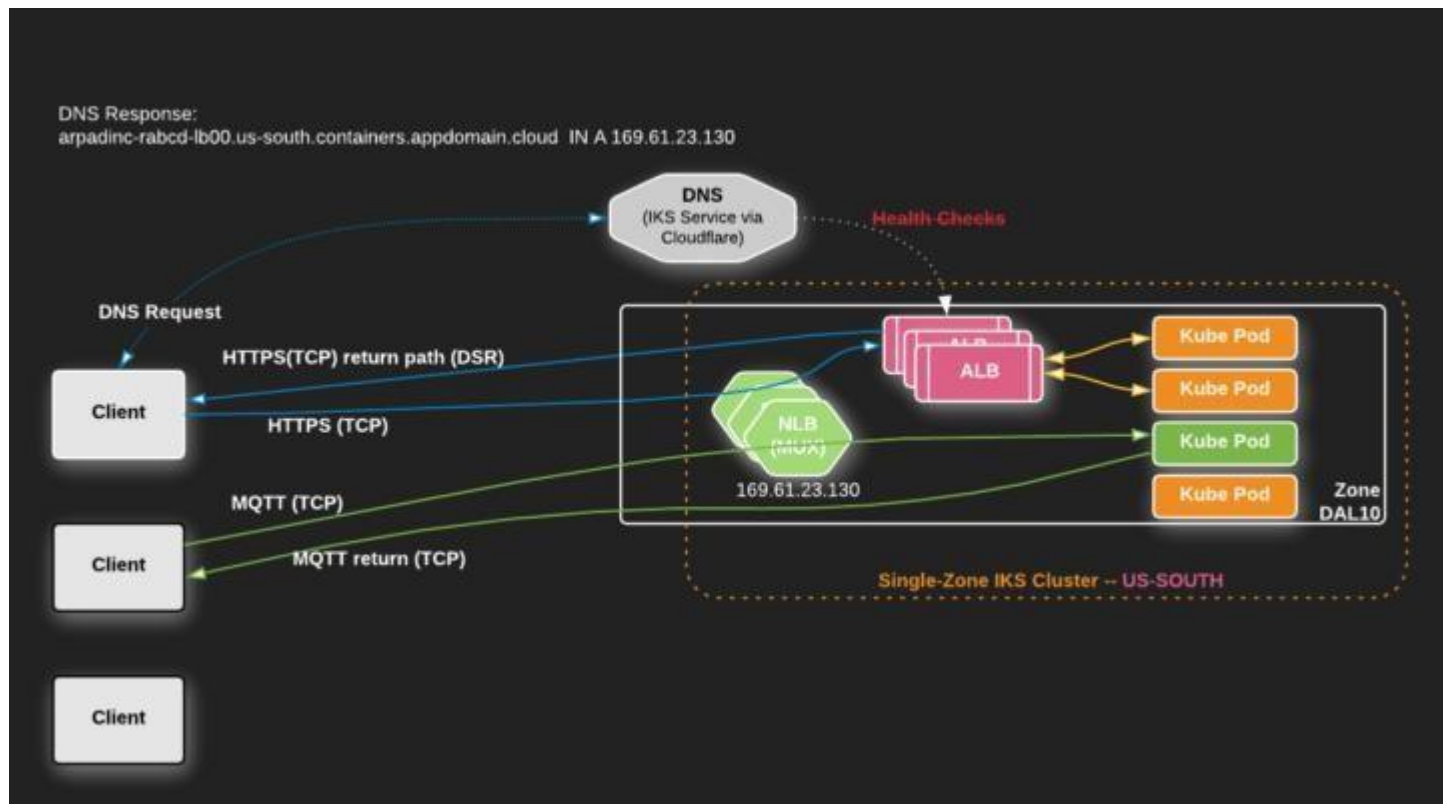 DNS Response:
arpadinc-rabcd-lb00.us-south.containers.appdomain.cloud IN A 169.61.23.130
DNS
(IKS Service via
Cloudflare)
Health Checks
DNS Request
HTTPS(TCP) return path (DSR)
Client
HTTPS (TCP)
ALB
ALB
Kube Pod
Kube Pod
Kube Pod
Kube Pod
NLB
(MUX)
169.61.23.130
Zone
DAL10
MQTT (TCP)
Client
MQTT return (TCP)
Single-Zone IKS Cluster -- US-SOUTH
Client